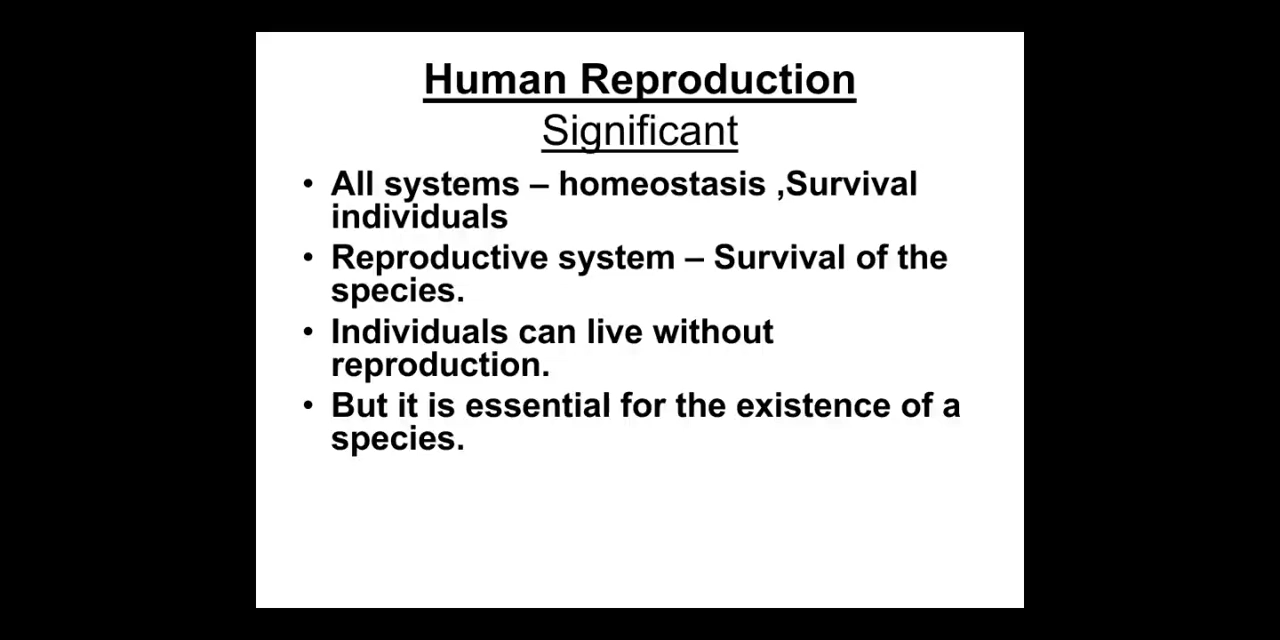 Human Reproduction
Significant
• All systems – homeostasis ,Survival
individuals
• Reproductive system – Survival of the
species.
• Individuals can live without
reproduction.
• But it is essential for the existence of a
species.